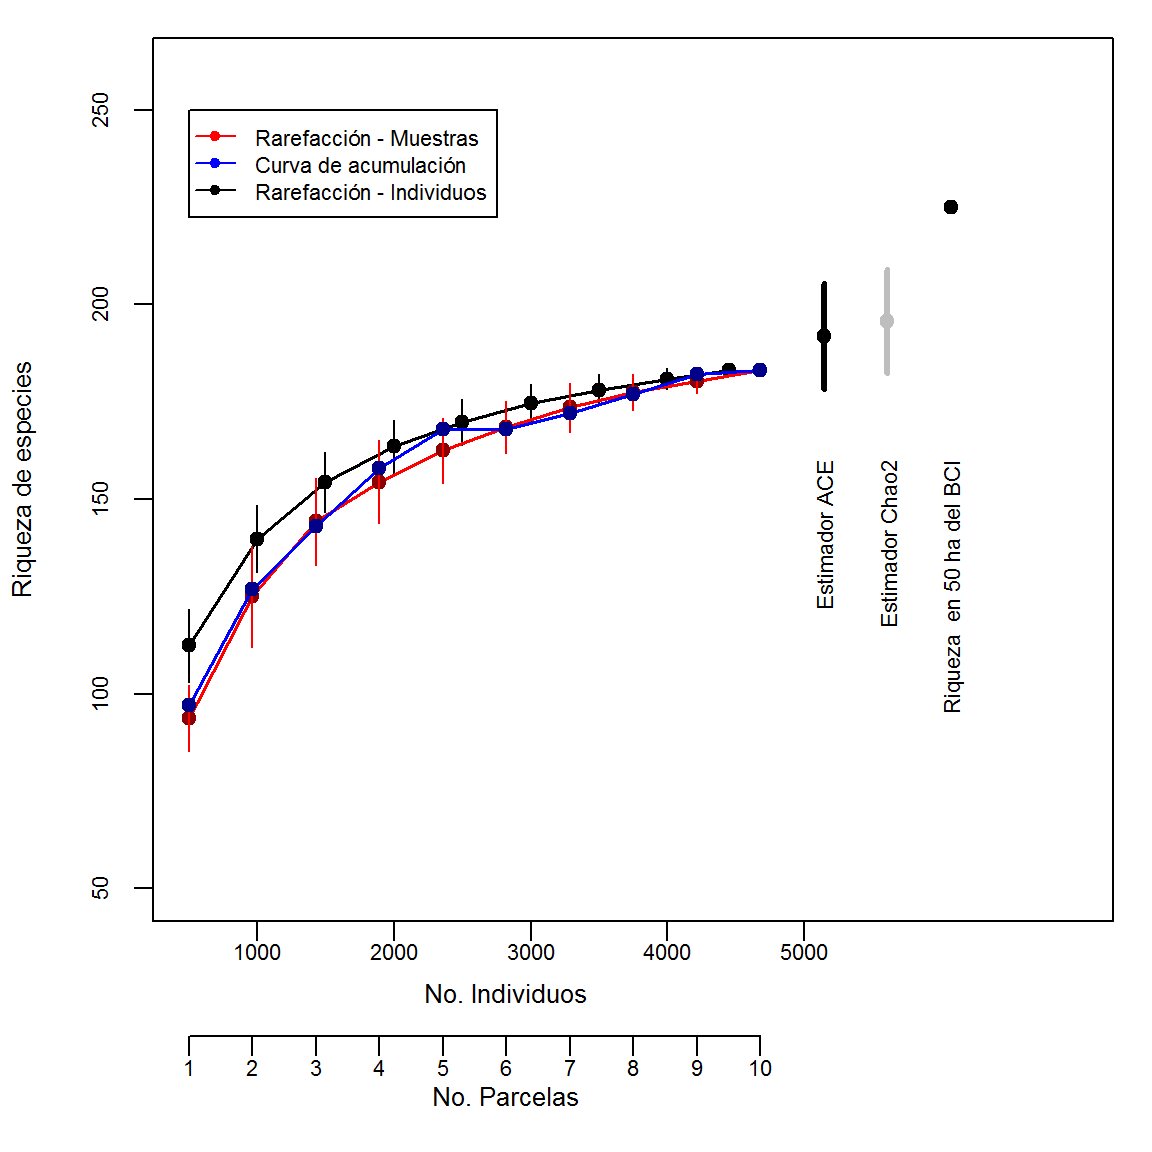 Riqueza de especies
250
200
150
100
50
Rarefacción - Muestras
Curva de acumulación
Rarefacción - Individuos
Estimador ACE
Estimador Chao2
Riqueza  en 50 ha del BCI
1000 2000 3000 4000 5000
No. Individuos
1 2 3 4 5 6 7 8 9 10
No. Parcelas